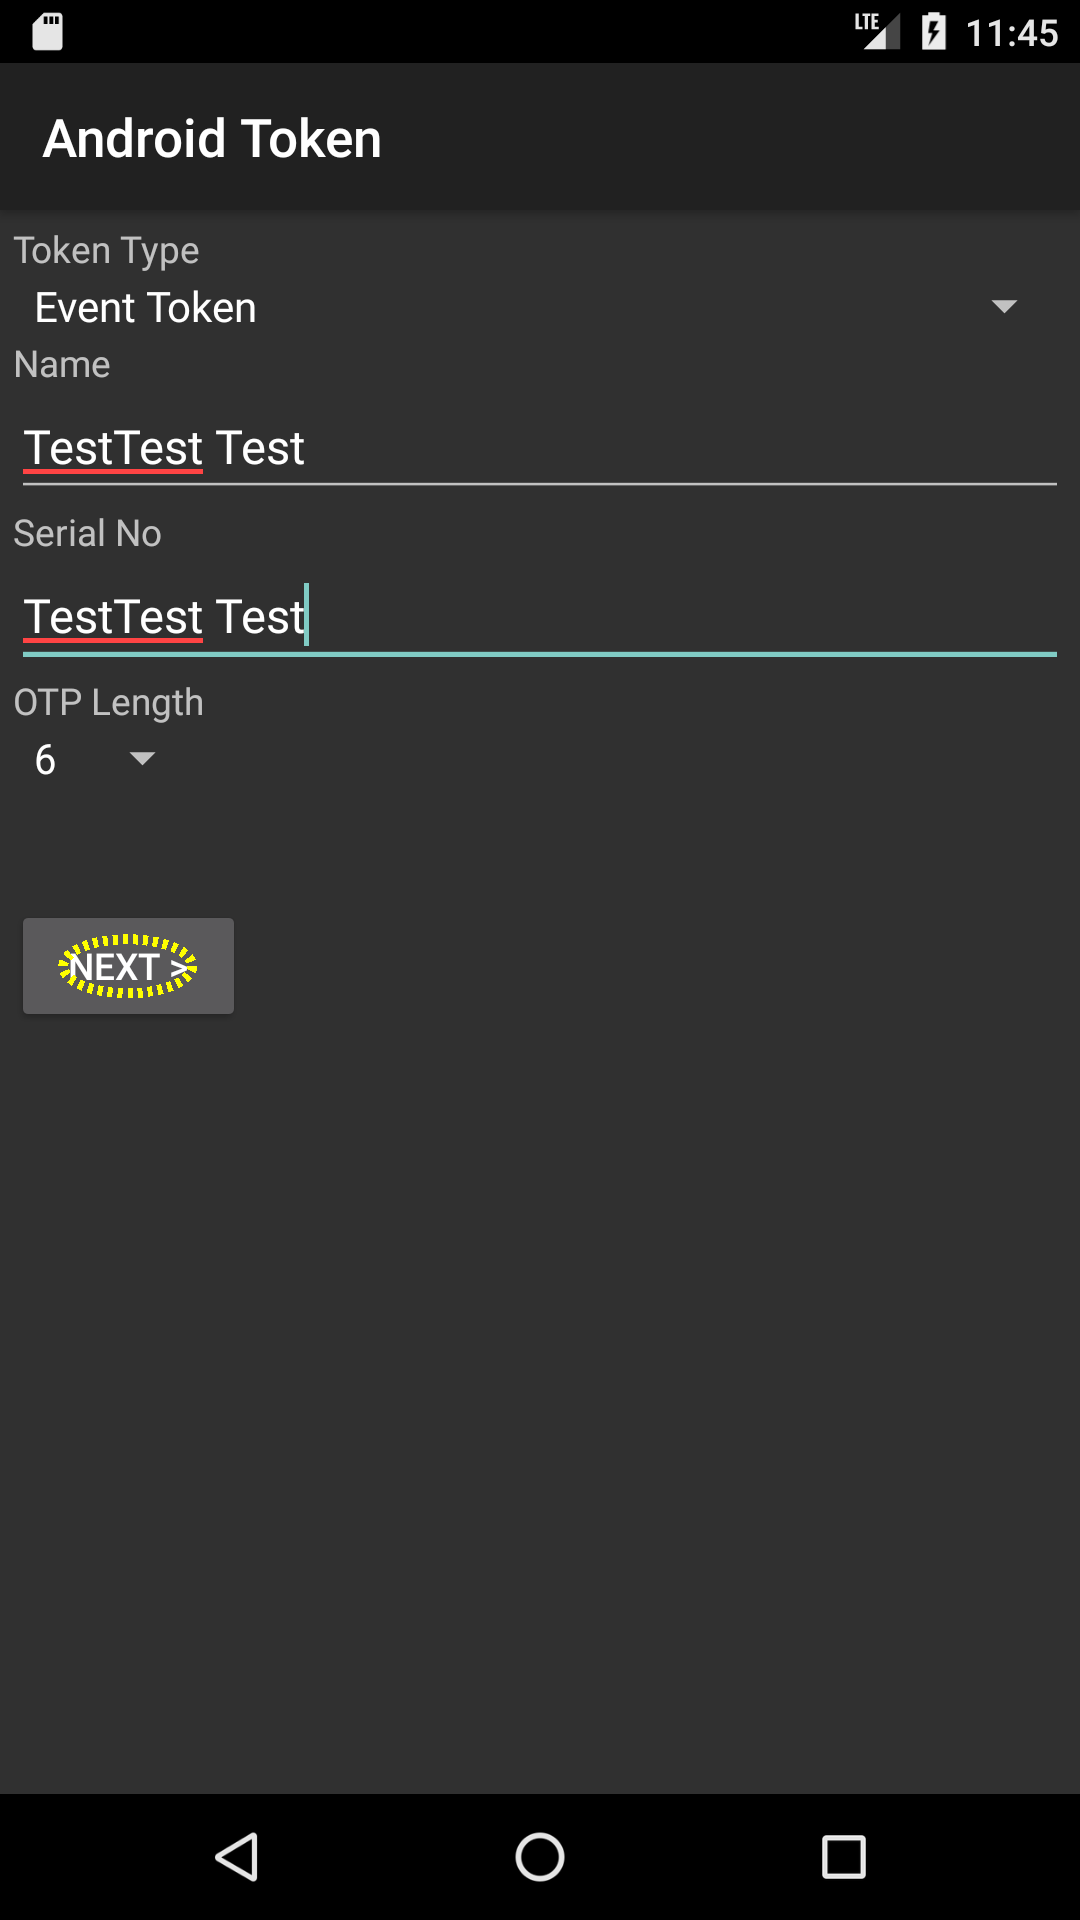 LTE 11:45
Android Token
Token Type
Event Token
Name
TestTest Test
Serial No
TestTest Test
OTP Length
6
NEXT >